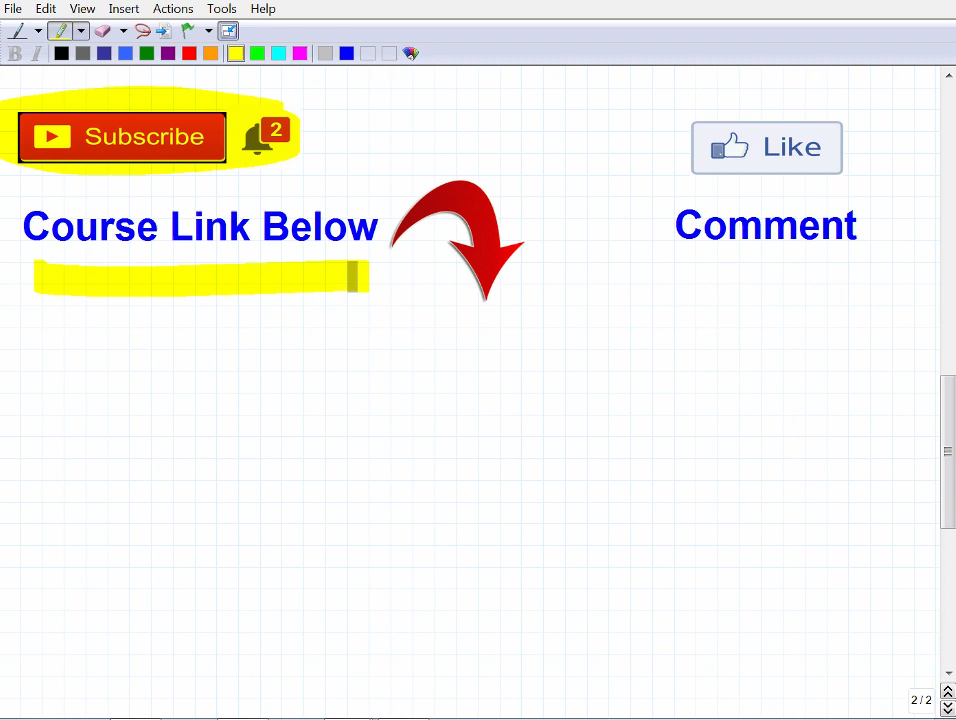 File Edit View Insert Actions Tools Help
B I
Subscribe 2
Like
Course Link Below
Comment
2 / 2